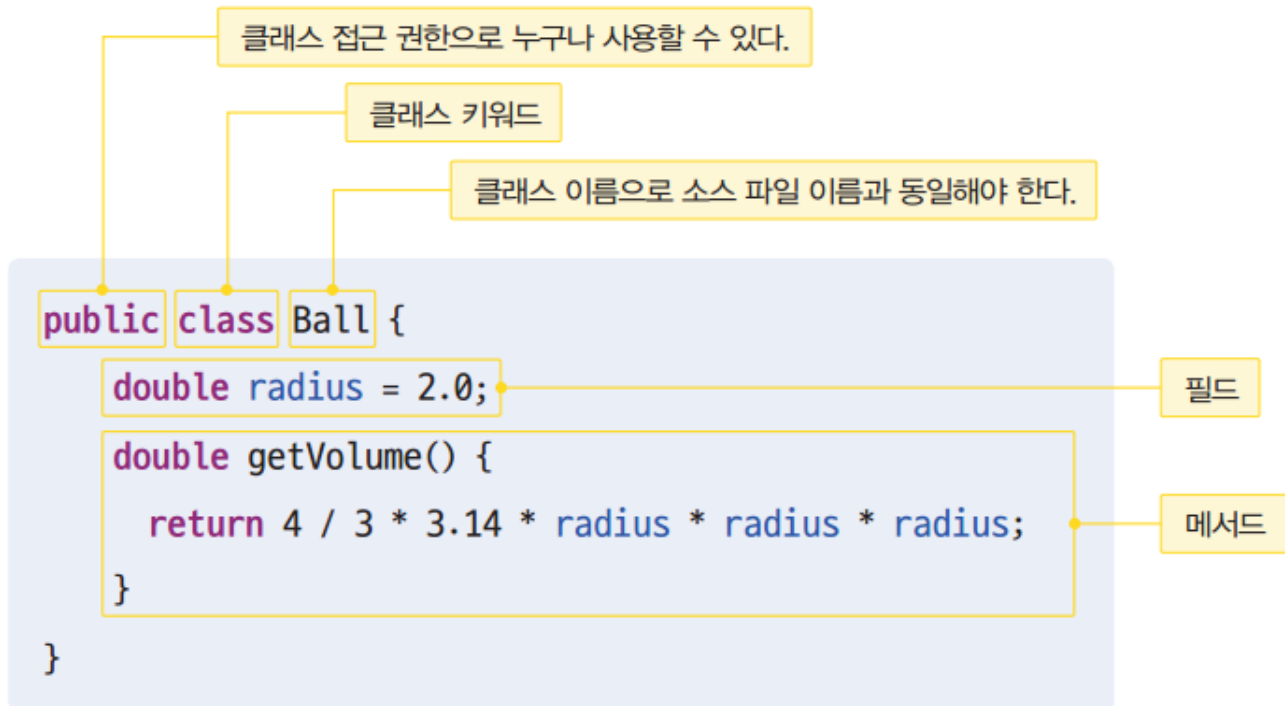 클래스 접근 권한으로 누구나 사용할 수 있다.
클래스 키워드
클래스 이름으로 소스 파일 이름과 동일해야 한다.
public class Ball {
double radius = 2.0;
필드
double getVolume() {
return 4 / 3 * 3.14 * radius * radius * radius;
메서드
}
}